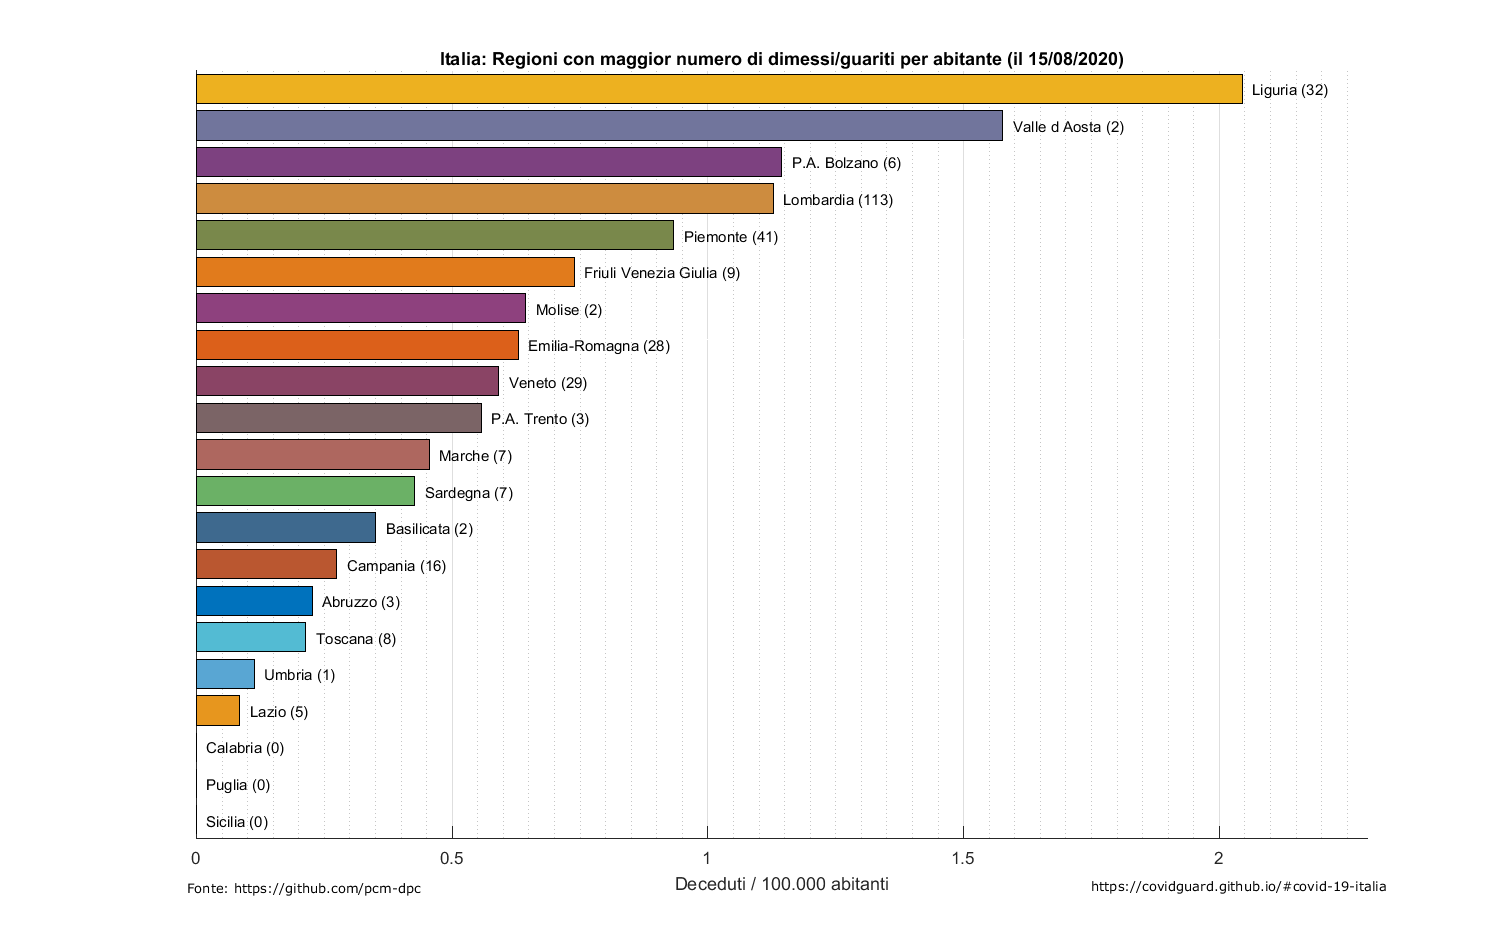 Italia: Regioni con maggior numero di dimessi/guariti per abitante (il 15/08/2020)
Liguria (32)
Valle d Aosta (2)
P.A. Bolzano (6)
Lombardia (113)
Piemonte (41)
Friuli Venezia Giulia (9)
Molise (2)
Emilia-Romagna (28)
Veneto (29)
P.A. Trento (3)
Marche (7)
Sardegna (7)
Basilicata (2)
Campania (16)
Abruzzo (3)
Toscana (8)
Umbria (1)
Lazio (5)
Calabria (0)
Puglia (0)
Sicilia (0)
0 0.5 1 1.5 2
Deceduti / 100.000 abitanti
Fonte: https://github.com/pcm-dpc
https://covidguard.github.io/#covid-19-italia